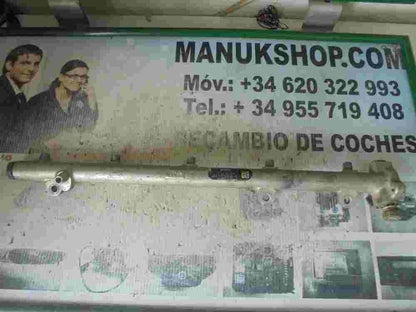 MANUKSHOP.COM
Móv.: +34 620 322 993
Tel.: + 34 955 719 408
RECAMBIO DE COCHES